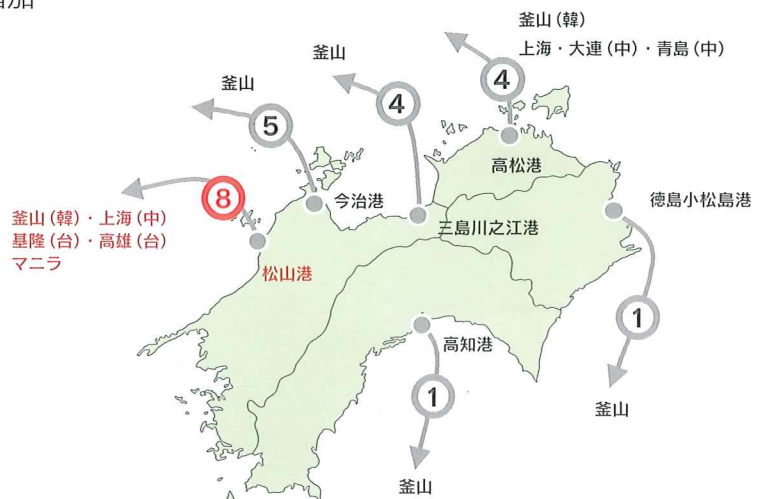 釜山（韓）
上海・大連（中）・青島（中）
4
釜山
4
釜山
5
高松港
8
今治港
徳島小松島港
釜山（韓）・上海（中）
基隆（台）・高雄（台）
マニラ
三島川之江港
松山港
1
高知港
1
釜山
釜山